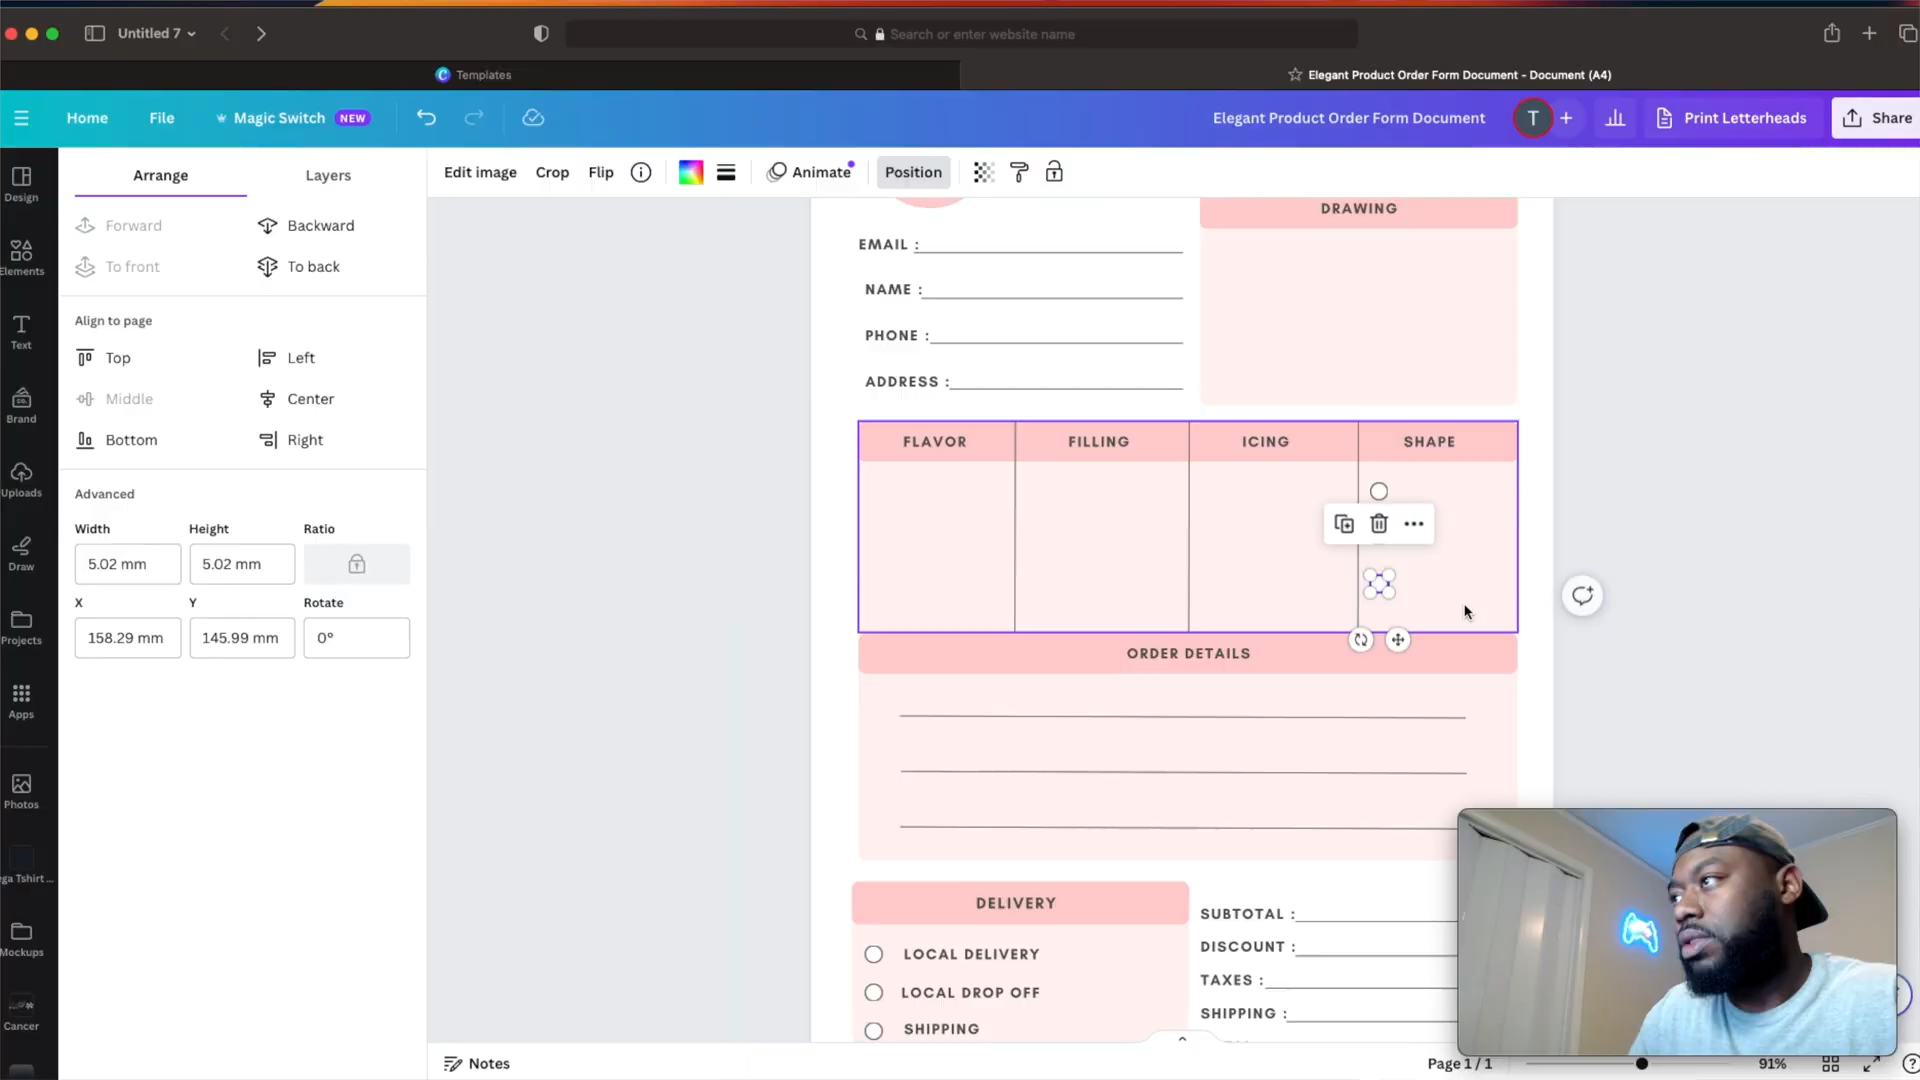 Untitled 7
Search or enter website name
Templates
Elegant Product Order Form Document - Document (A4)
Home
File
Magic Switch
NEW
Elegant Product Order Form Document
T
Print Letterheads
Share
Arrange
Layers
Edit image
Crop
Flip
Animate
Position
Design
Elements
Text
Brand
Uploads
Draw
Projects
Apps
Photos
ega Tshirt ...
Mockups
Cancer
Forward
Backward
To front
To back
Align to page
Top
Left
Middle
Center
Bottom
Right
Advanced
Width
Height
Ratio
5.02 mm
5.02 mm
X
Y
Rotate
158.29 mm
145.99 mm
0°
DRAWING
EMAIL :
NAME :
PHONE :
ADDRESS :
FLAVOR
FILLING
ICING
SHAPE
ORDER DETAILS
DELIVERY
LOCAL DELIVERY
LOCAL DROP OFF
SHIPPING
SUBTOTAL :
DISCOUNT :
TAXES :
SHIPPING :
Notes
Page 1 / 1
91%